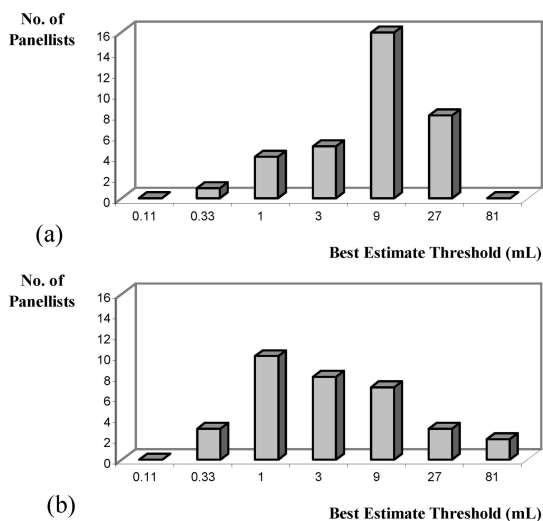 No. of
Panellists
16
14
12
10
8
6
4
2
0
0.11 0.33 1 3 9 27 81
(a)
Best Estimate Threshold (mL)
No. of
Panellists
16
14
12
10
8
6
4
2
0
0.11 0.33 1 3 9 27 81
(b)
Best Estimate Threshold (mL)